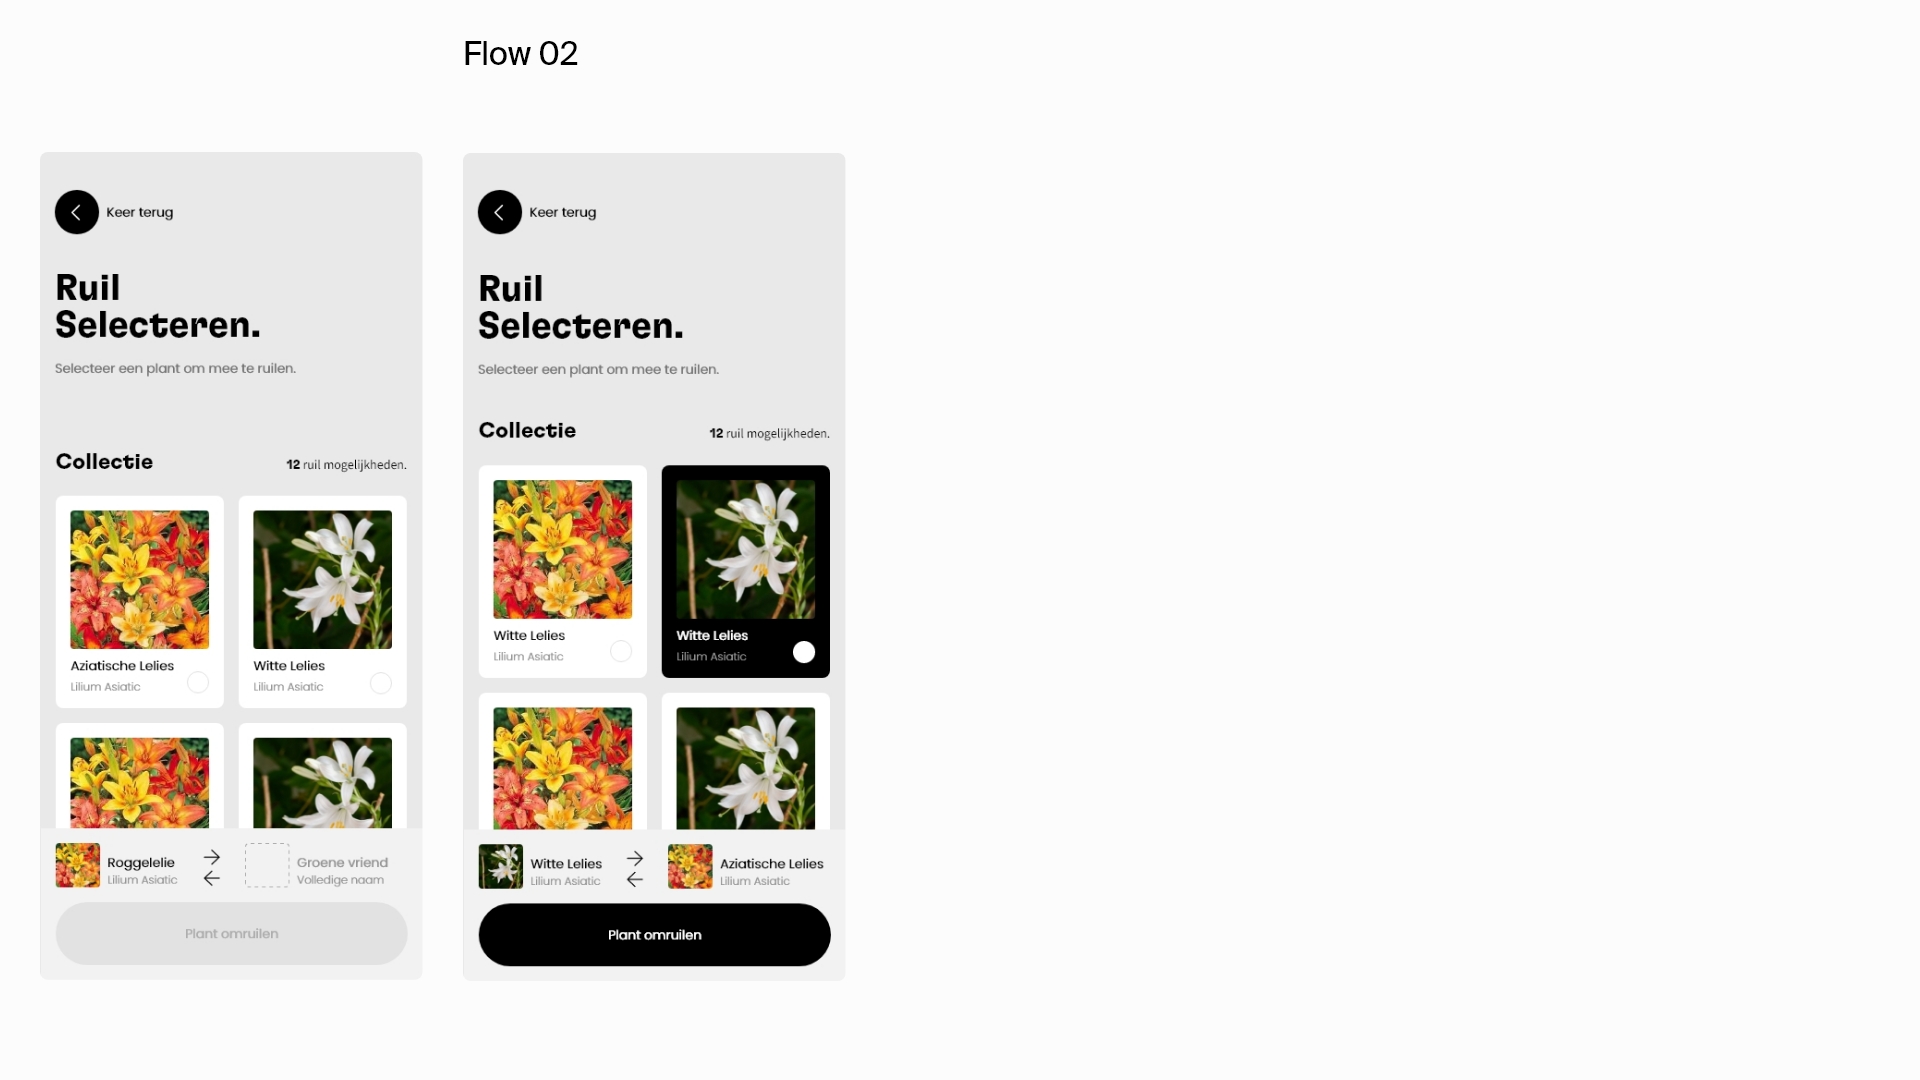 Flow 02
Keer terug
Ruil
Selecteren.
Selecteer een plant om mee te ruilen.
Collectie
12 ruil mogelijkheden.
Aziatische Lelies
Lilium Asiatic
Witte Lelies
Lilium Asiatic
Roggelelie
Lilium Asiatic
Groene vriend
Volledige naam
Plant omruilen
Keer terug
Ruil
Selecteren.
Selecteer een plant om mee te ruilen.
Collectie
12 ruil mogelijkheden.
Witte Lelies
Lilium Asiatic
Witte Lelies
Lilium Asiatic
Witte Lelies
Lilium Asiatic
Aziatische Lelies
Lilium Asiatic
Plant omruilen